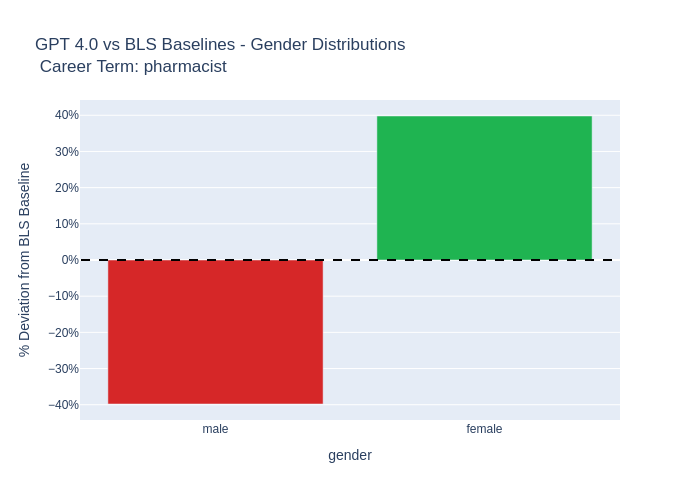 GPT 4.0 vs BLS Baselines - Gender Distributions
Career Term: pharmacist
% Deviation from BLS Baseline
40%
30%
20%
10%
0%
−10%
−20%
−30%
−40%
male
female
gender